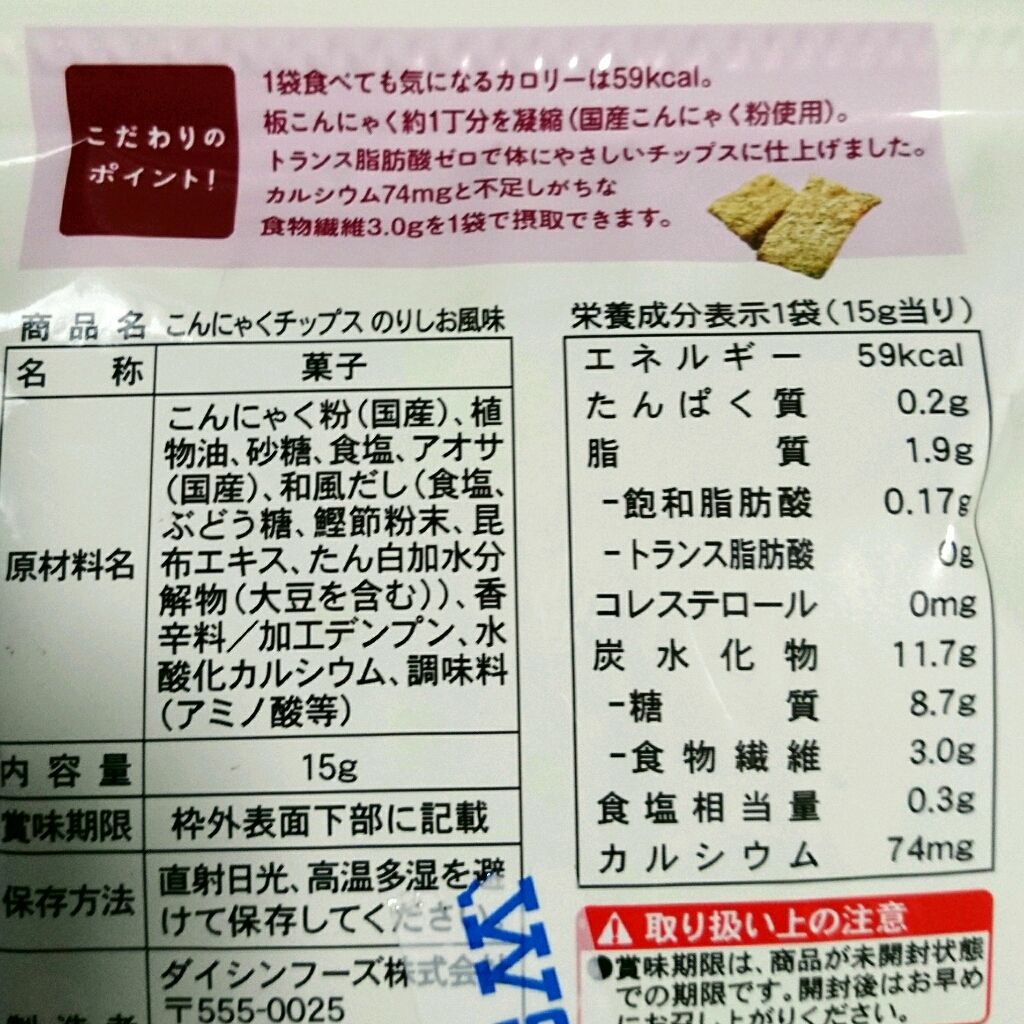 こだわりの
ポイント!
1袋食べても気になるカロリーは59kcal。
板こんにゃく約1丁分を凝縮(国産こんにゃく粉使用)。
トランス脂肪酸ゼロで体にやさしいチップスに仕上げました。
カルシウム74mgと不足しがちな
食物繊維3.0gを1袋で摂取できます。
商品名 こんにゃくチップス のりしお風味
名称 菓子
原材料名
こんにゃく粉(国産)、植
物油、砂糖、食塩、アオサ
(国産)、和風だし(食塩、
ぶどう糖、鰹節粉末、昆
布エキス、たん白加水分
解物(大豆を含む))、香
辛料/加工デンプン、水
酸化カルシウム、調味料
(アミノ酸等)
内容量 15g
賞味期限 枠外表面下部に記載
保存方法
直射日光、高温多湿を避
けて保存してください
製造者
ダイシンフーズ株式会社
〒555-0025
栄養成分表示1袋(15g当り)
エネルギー 59kcal
たんぱく質 0.2g
脂質 1.9g
-飽和脂肪酸 0.17g
-トランス脂肪酸 0g
コレステロール 0mg
炭水化物 11.7g
-糖質 8.7g
-食物繊維 3.0g
食塩相当量 0.3g
カルシウム 74mg
取り扱い上の注意
●賞味期限は、商品が未開封状態
での期限です。開封後はお早め
にお召し上がりください。